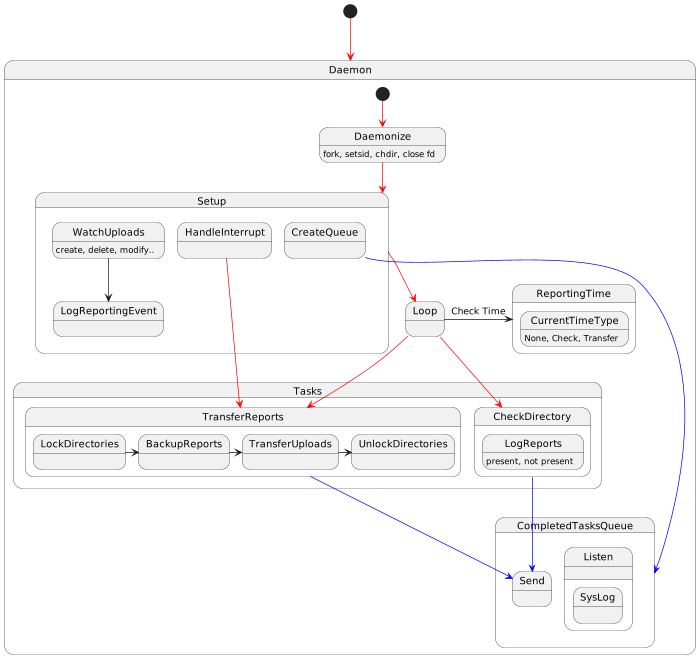 Daemon
Daemonize
fork, setsid, chdir, close fd
Setup
WatchUploads
create, delete, modify..
HandleInterrupt
CreateQueue
LogReportingEvent
Loop
Check Time
ReportingTime
CurrentTimeType
None, Check, Transfer
Tasks
TransferReports
LockDirectories
BackupReports
TransferUploads
UnlockDirectories
CheckDirectory
LogReports
present, not present
CompletedTasksQueue
Send
Listen
SysLog